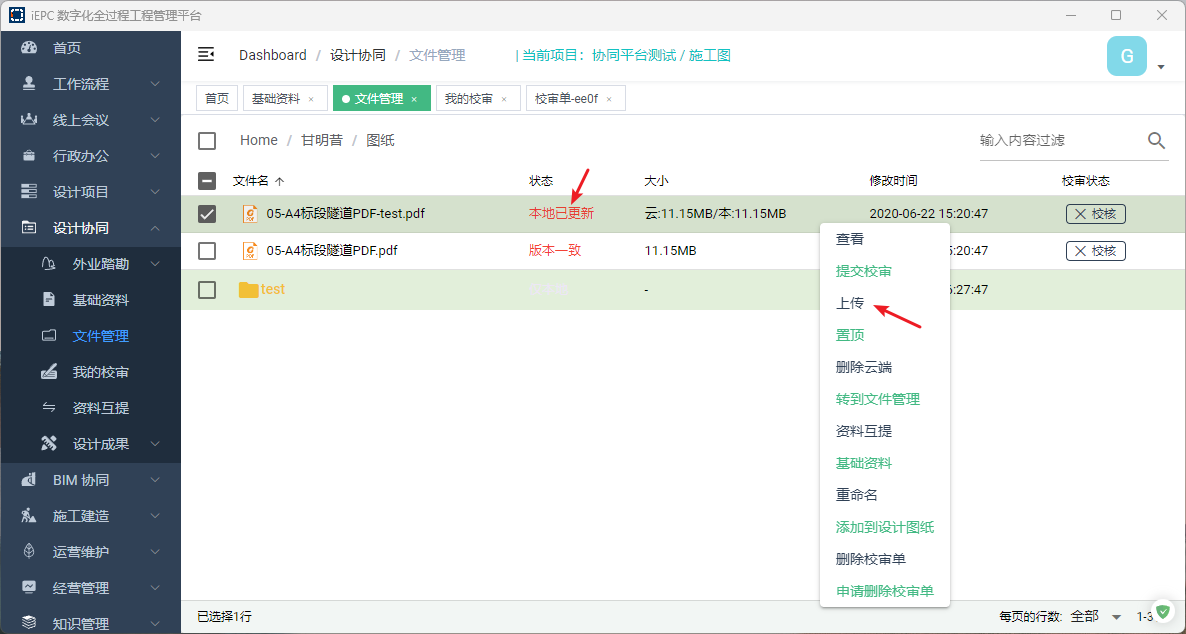 iEPC 数字化全过程工程管理平台
首页
工作流程
线上会议
行政办公
设计项目
设计协同
外业踏勘
基础资料
文件管理
我的校审
资料互提
设计成果
BIM 协同
施工建造
运营维护
经营管理
知识管理
Dashboard / 设计协同 / 文件管理 | 当前项目：协同平台测试 / 施工图
G
首页 基础资料 × 文件管理 × 我的校审 × 校审单-ee0f ×
Home / 甘明昔 / 图纸 输入内容过滤
文件名 状态 大小 修改时间 校审状态
05-A4标段隧道PDF-test.pdf 本地已更新 云:11.15MB/本:11.15MB 2020-06-22 15:20:47 校核
05-A4标段隧道PDF.pdf 版本一致 11.15MB 5:20:47 校核
test - 6:27:47
查看
提交校审
上传
置顶
删除云端
转到文件管理
资料互提
基础资料
重命名
添加到设计图纸
删除校审单
申请删除校审单
已选择1行 每页的行数: 全部 1-3